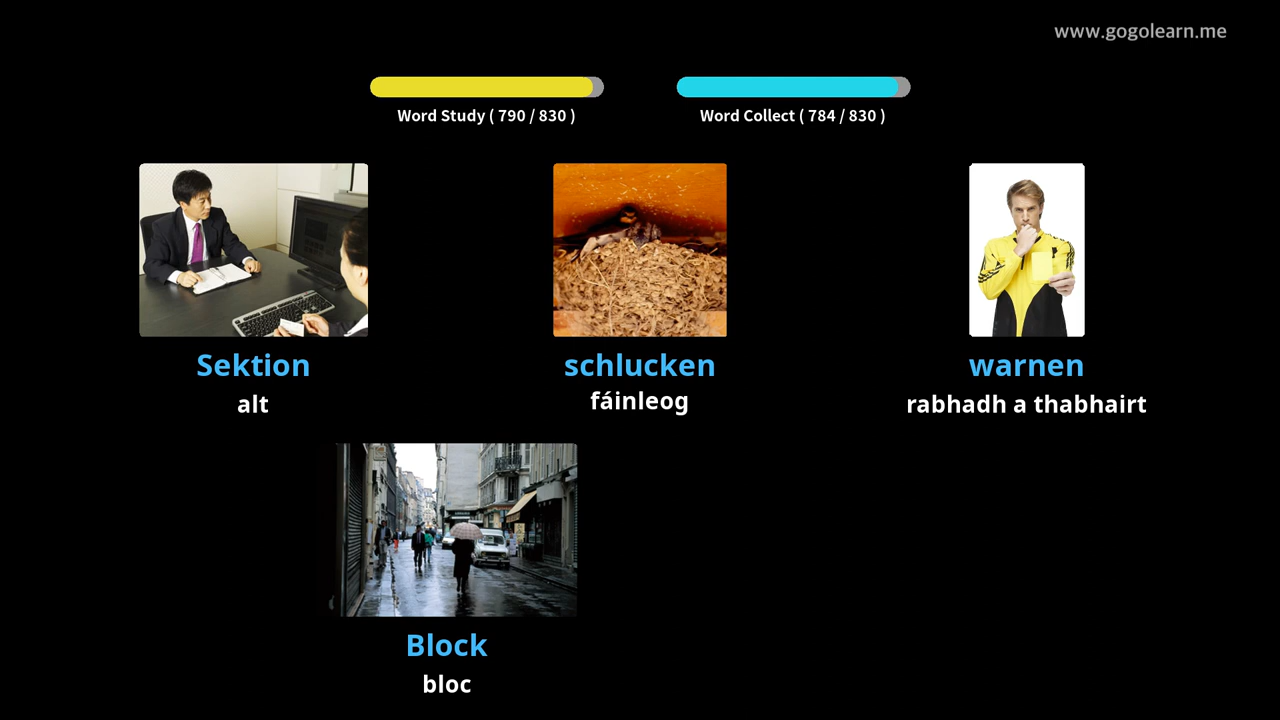 www.gogolearn.me
Word Study ( 790 / 830 )
Word Collect ( 784 / 830 )
Sektion
alt
schlucken
fáinleog
warnen
rabhadh a thabhairt
Block
bloc